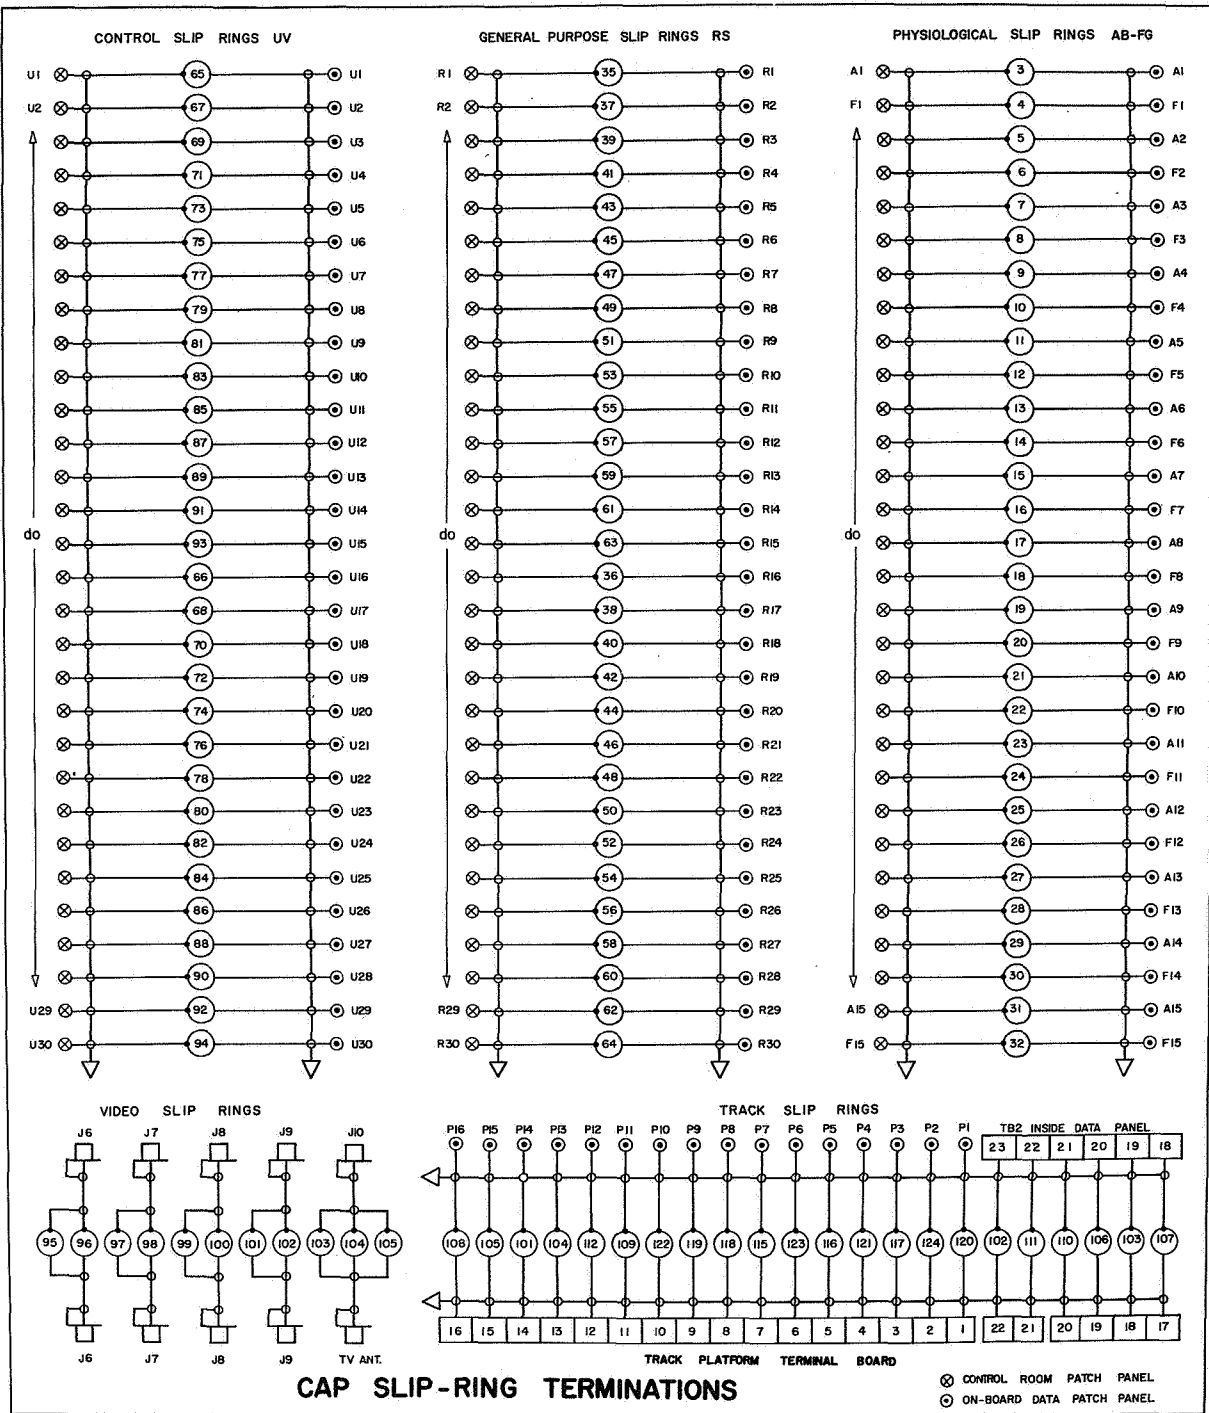 CONTROL SLIP RINGS UV
GENERAL PURPOSE SLIP RINGS RS
PHYSIOLOGICAL SLIP RINGS AB-FG
U1 65 U1 R1 35 R1 A1 3 A1
U2 67 U2 R2 37 R2 F1 4 F1
69 U3 39 R3 5 A2
71 U4 41 R4 6 F2
73 U5 43 R5 7 A3
75 U6 45 R6 8 F3
77 U7 47 R7 9 A4
79 U8 49 R8 10 F4
81 U9 51 R9 11 A5
83 U10 53 R10 12 F5
85 U11 55 R11 13 A6
87 U12 57 R12 14 F6
89 U13 59 R13 15 A7
91 U14 61 R14 16 F7
do 93 U15 do 63 R15 do 17 A8
66 U16 36 R16 18 F8
68 U17 38 R17 19 A9
70 U18 40 R18 20 F9
72 U19 42 R19 21 A10
74 U20 44 R20 22 F10
76 U21 46 R21 23 A11
78 U22 48 R22 24 F11
80 U23 50 R23 25 A12
82 U24 52 R24 26 F12
84 U25 54 R25 27 A13
86 U26 56 R26 28 F13
88 U27 58 R27 29 A14
90 U28 60 R28 30 F14
U29 92 U29 R29 62 R29 A15 31 A15
U30 94 U30 R30 64 R30 F15 32 F15
VIDEO SLIP RINGS
J6 J7 J8 J9 J10
95 96 97 98 99 100 101 102 103 104 105
J6 J7 J8 J9 TV ANT.
TRACK SLIP RINGS
P16 P15 P14 P13 P12 P11 P10 P9 P8 P7 P6 P5 P4 P3 P2 P1 TB2 INSIDE DATA PANEL
23 22 21 20 19 18
108 105 101 104 112 109 122 119 118 115 123 116 121 117 124 120 102 111 110 106 103 107
16 15 14 13 12 11 10 9 8 7 6 5 4 3 2 1 22 21 20 19 18 17
TRACK PLATFORM TERMINAL BOARD
CAP SLIP-RING TERMINATIONS
CONTROL ROOM PATCH PANEL
ON-BOARD DATA PATCH PANEL